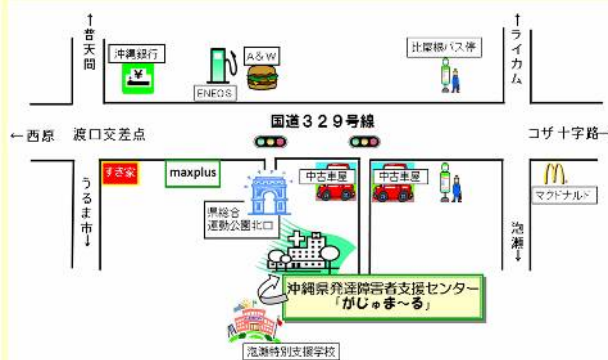 ↑普天間
沖縄銀行
¥
ENEOS
A&W
比屋根バス停
↑ライカム
国道329号線
←西原
渡口交差点
コザ十字路→
すき家
maxplus
中古車屋
中古車屋
M
マクドナルド
うるま市↓
県総合
運動公園北口
泡瀬↓
沖縄県発達障害者支援センター
「がじゅま~る」
泡瀬特別支援学校